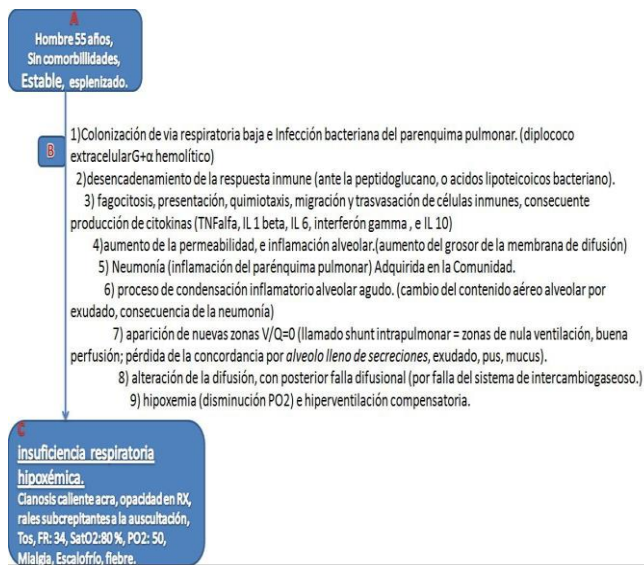 A
Hombre 55 años,
Sin comorbillidades,
Estable, esplenizado.
B
1)Colonización de via respiratoria baja e Infección bacteriana del parenquima pulmonar. (diplococo
extracelularG+α hemolítico)
2)desencadenamiento de la respuesta inmune (ante la peptidoglucano, o acidos lipoteicoicos bacteriano).
3) fagocitosis, presentación, quimiotaxis, migración y trasvasación de células inmunes, consecuente
producción de citokinas (TNFalfa, IL 1 beta, IL 6, interferón gamma , e IL 10)
4)aumento de la permeabilidad, e inflamación alveolar.(aumento del grosor de la membrana de difusión)
5) Neumonía (inflamación del parénquima pulmonar) Adquirida en la Comunidad.
6) proceso de condensación inflamatorio alveolar agudo. (cambio del contenido aéreo alveolar por
exudado, consecuencia de la neumonía)
7) aparición de nuevas zonas V/Q=0 (llamado shunt intrapulmonar = zonas de nula ventilación, buena
perfusión; pérdida de la concordancia por alveolo lleno de secreciones, exudado, pus, mucus).
8) alteración de la difusión, con posterior falla difusional (por falla del sistema de intercambiogaseoso.)
9) hipoxemia (disminución PO2) e hiperventilación compensatoria.
C
insuficiencia respiratoria
hipoxémica.
Cianosis caliente acra, opacidad en RX,
rales subcrepitantes a la auscultación,
Tos, FR: 34, SatO2:80 %, PO2: 50,
Mialgia, Escalofrío, fiebre.